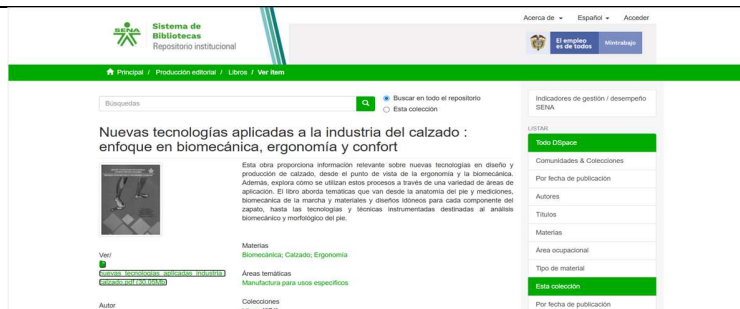 Acerca de
Español
Acceder
SENA
Sistema de
Bibliotecas
Repositorio institucional
El empleo
es de todos
Mintrabajo
Principal / Producción editorial / Libros / Ver ítem
Búsquedas
Buscar en todo el repositorio
Esta colección
Nuevas tecnologías aplicadas a la industria del calzado :
enfoque en biomecánica, ergonomía y confort
Esta obra proporciona información relevante sobre nuevas tecnologías en diseño y
producción de calzado, desde el punto de vista de la ergonomía y la biomecánica.
Además, explora cómo se utilizan estos procesos a través de una variedad de áreas de
aplicación. El libro aborda temáticas que van desde la anatomía del pie y mediciones,
biomecánica de la marcha y materiales y diseños idóneos para cada componente del
zapato, hasta las tecnologías y técnicas instrumentadas destinadas al análisis
biomecánico y morfológico del pie.
Ver/
nuevas_tecnologias_aplicadas_industria_
calzado.pdf (30.05Mb)
Autor
Materias
Biomecánica; Calzado; Ergonomía
Áreas temáticas
Manufactura para usos específicos
Colecciones
Indicadores de gestión / desempeño
SENA
LISTAR
Todo DSpace
Comunidades & Colecciones
Por fecha de publicación
Autores
Títulos
Materias
Área ocupacional
Tipo de material
Esta colección
Por fecha de publicación